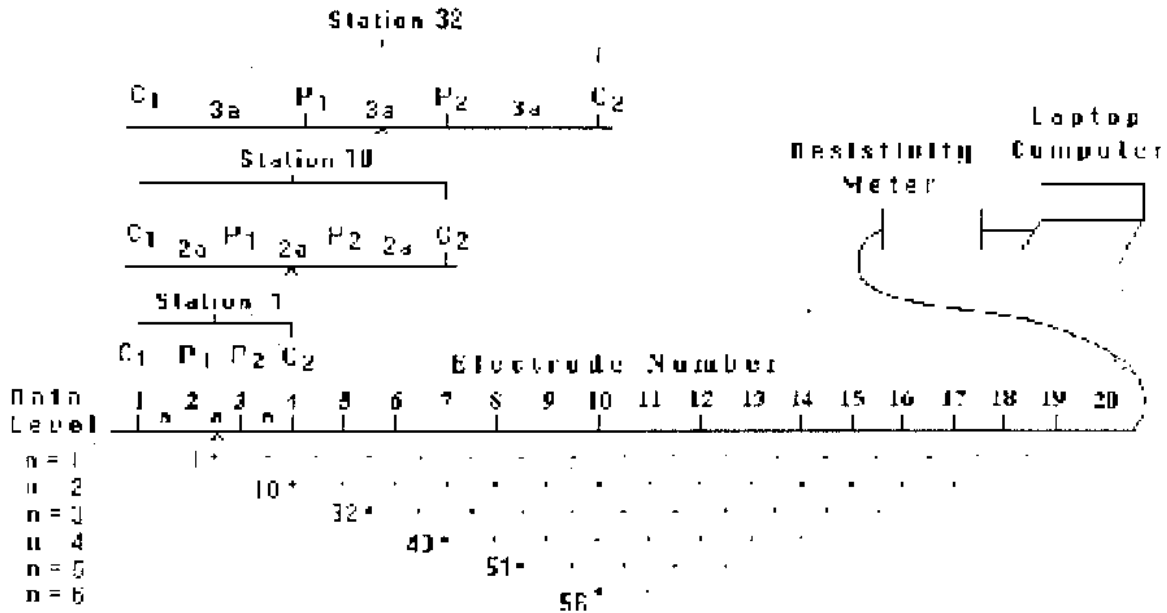 Station 32
C1 3a P1 3a P2 3a C2
Laptop
Computer
Resistivity
Meter
Station
C1 2a P1 2a P2 2a C2
Station 1
C1 P1 P2 C2
Electrode Number
Data
Level
1 2 3 4 5 6 7 8 9 10 11 12 13 14 15 16 17 18 19 20
a a a
n = 1 1
2 10
n = 3 32
4
n = 5 51
n = 6 56